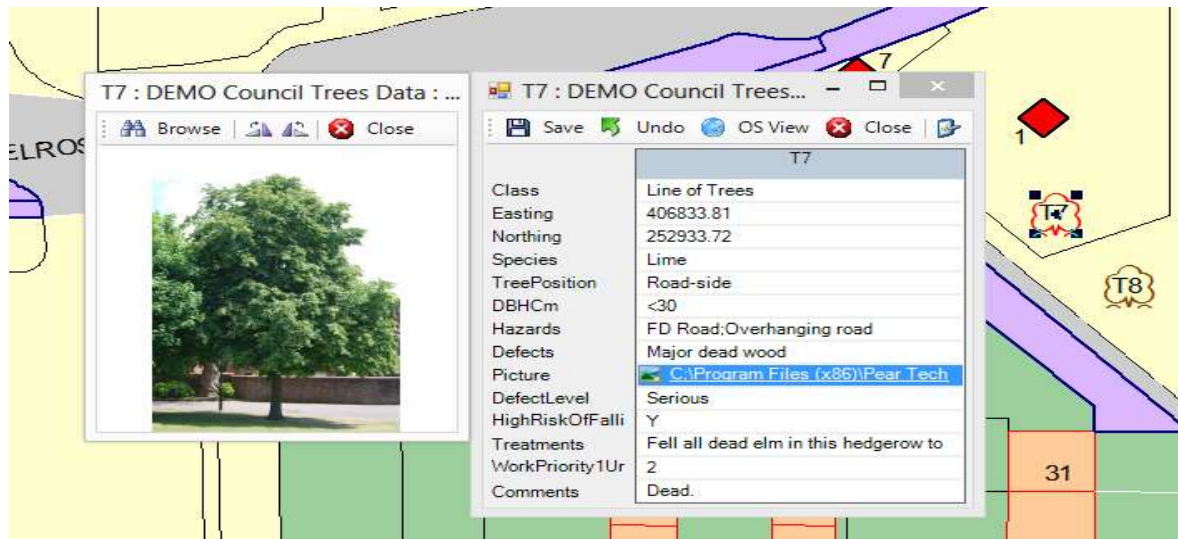 7
T7 : DEMO Council Trees Data : ...
Browse Close
T7 : DEMO Council Trees...
Save Undo OS View Close
T7
Class Line of Trees
Easting 406833.81
Northing 252933.72
Species Lime
TreePosition Road-side
DBHCm <30
Hazards FD Road;Overhanging road
Defects Major dead wood
Picture C:\Program Files (x86)\Pear Tech
DefectLevel Serious
HighRiskOfFalli Y
Treatments Fell all dead elm in this hedgerow to
WorkPriority1Ur 2
Comments Dead.
ELROS
1
T7
T8
31